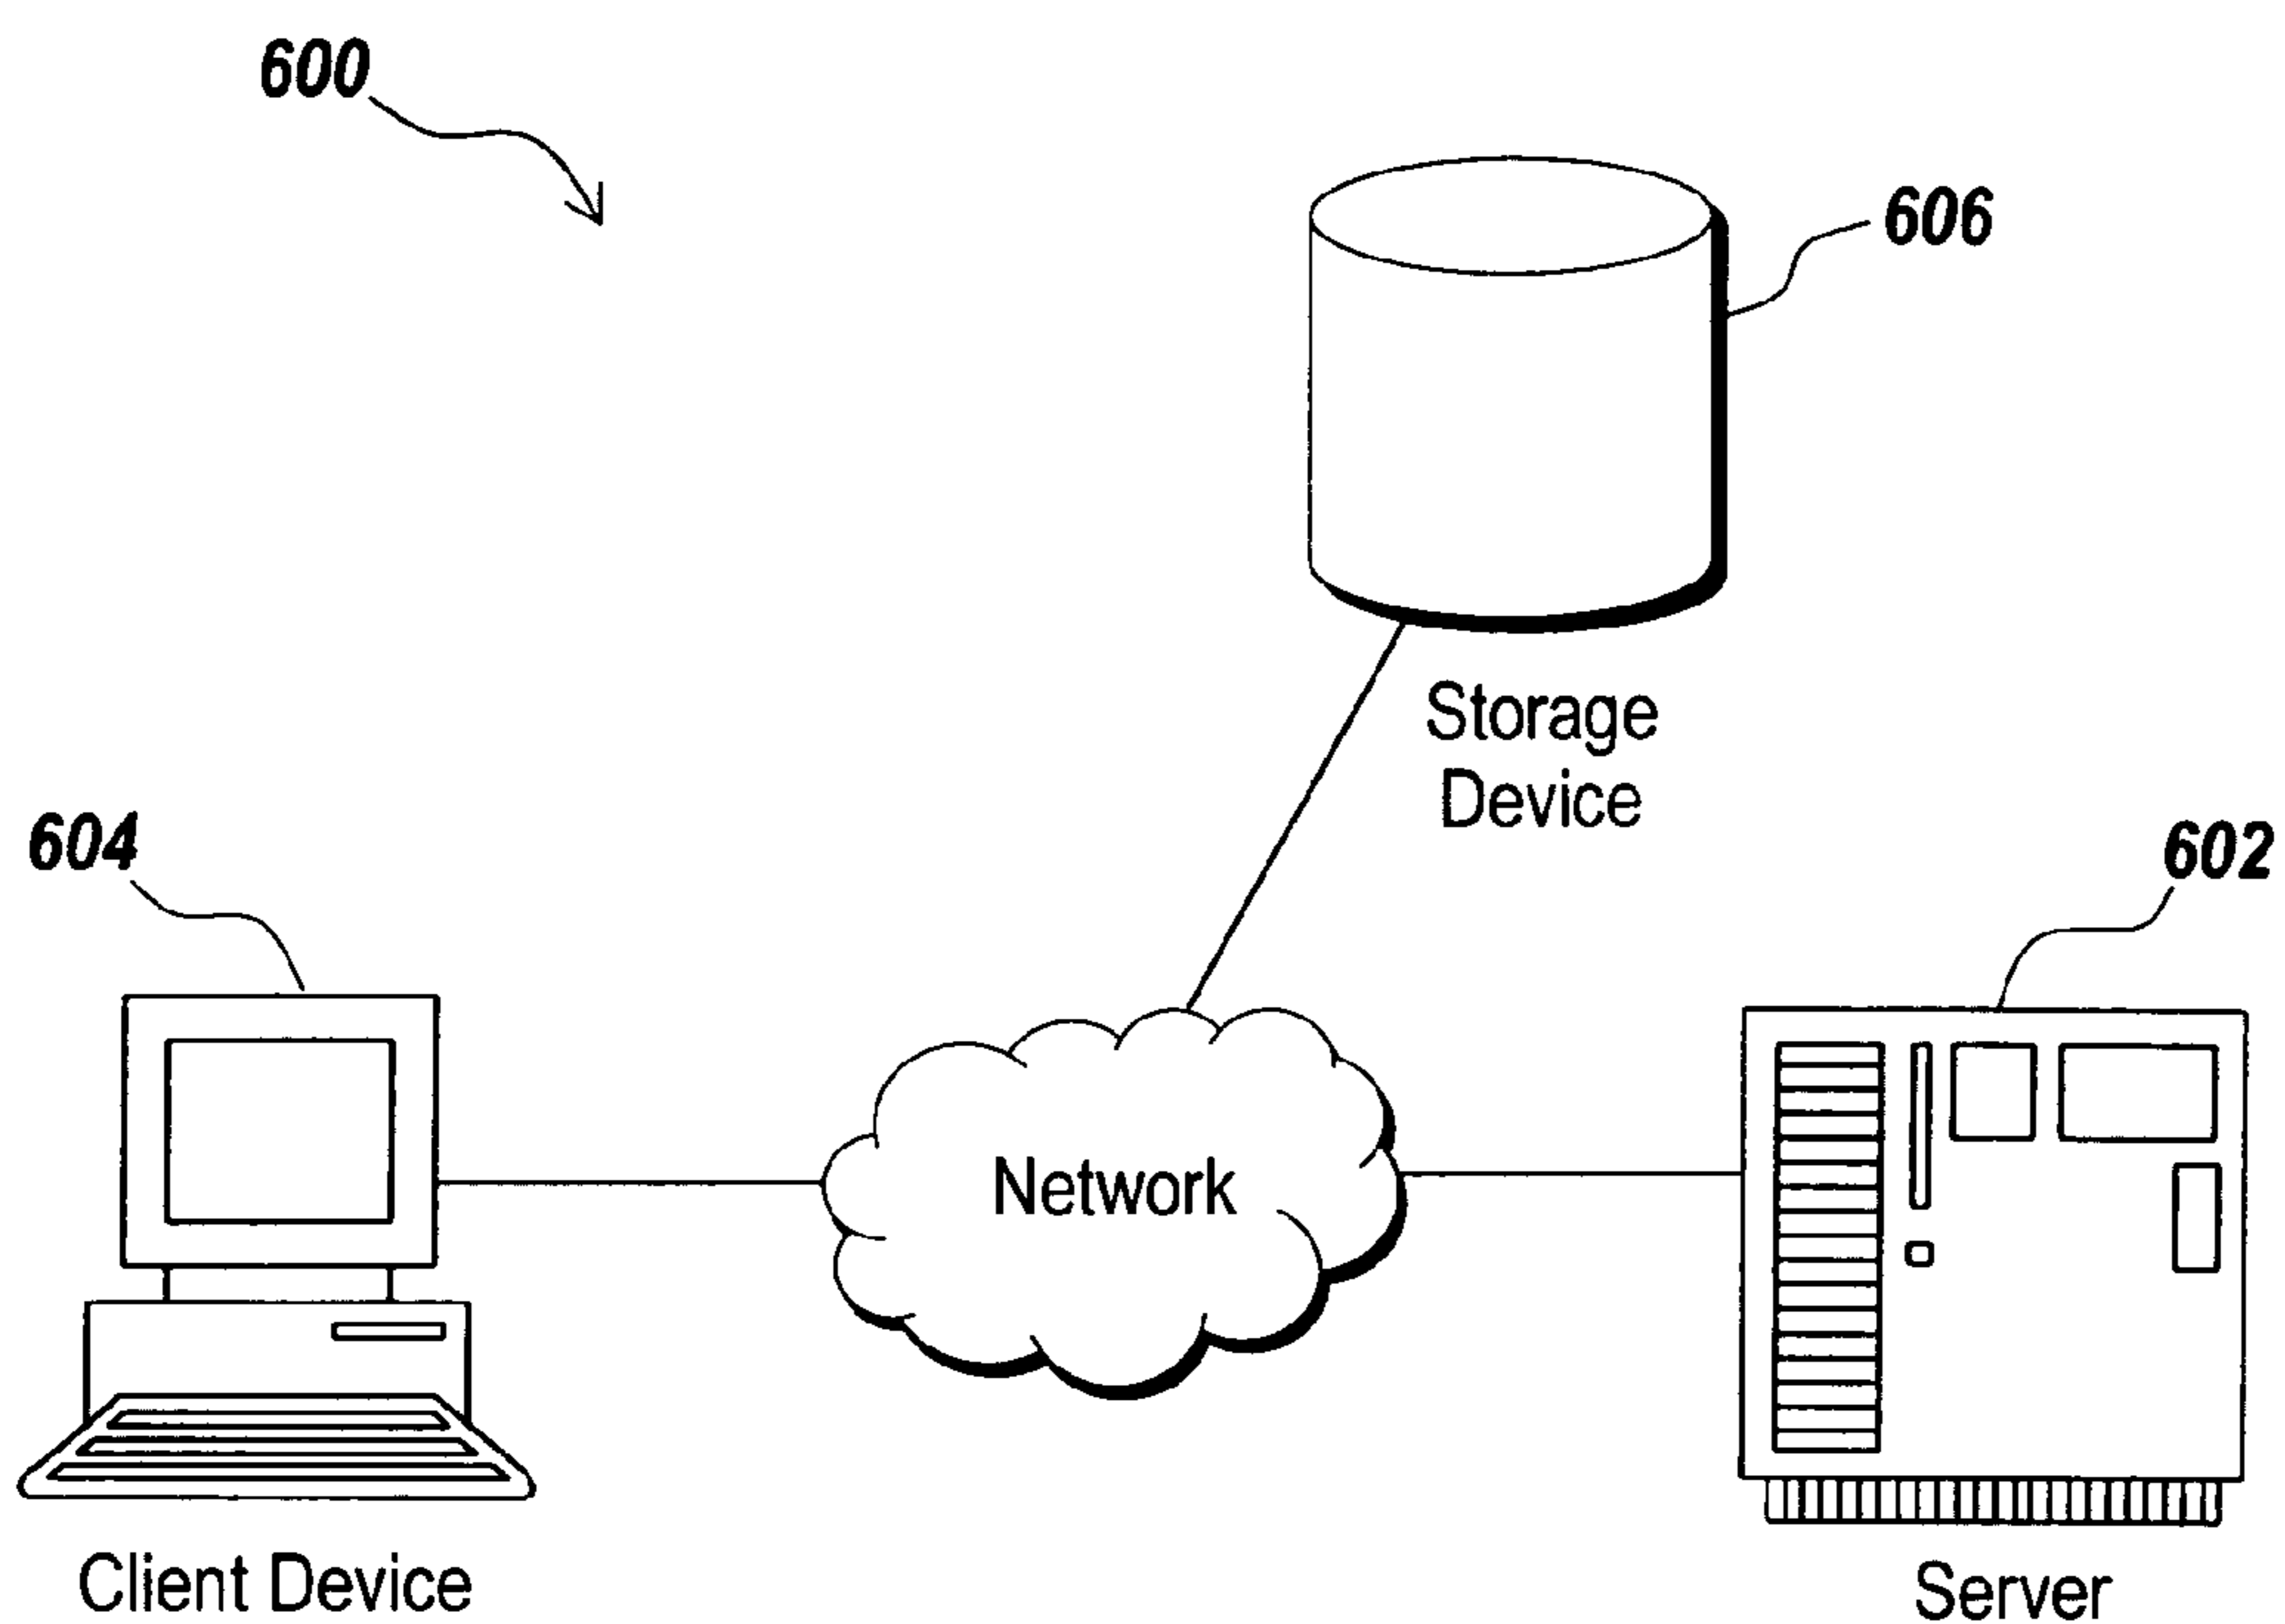 600
606
Storage
Device
604
602
Network
Client Device
Server